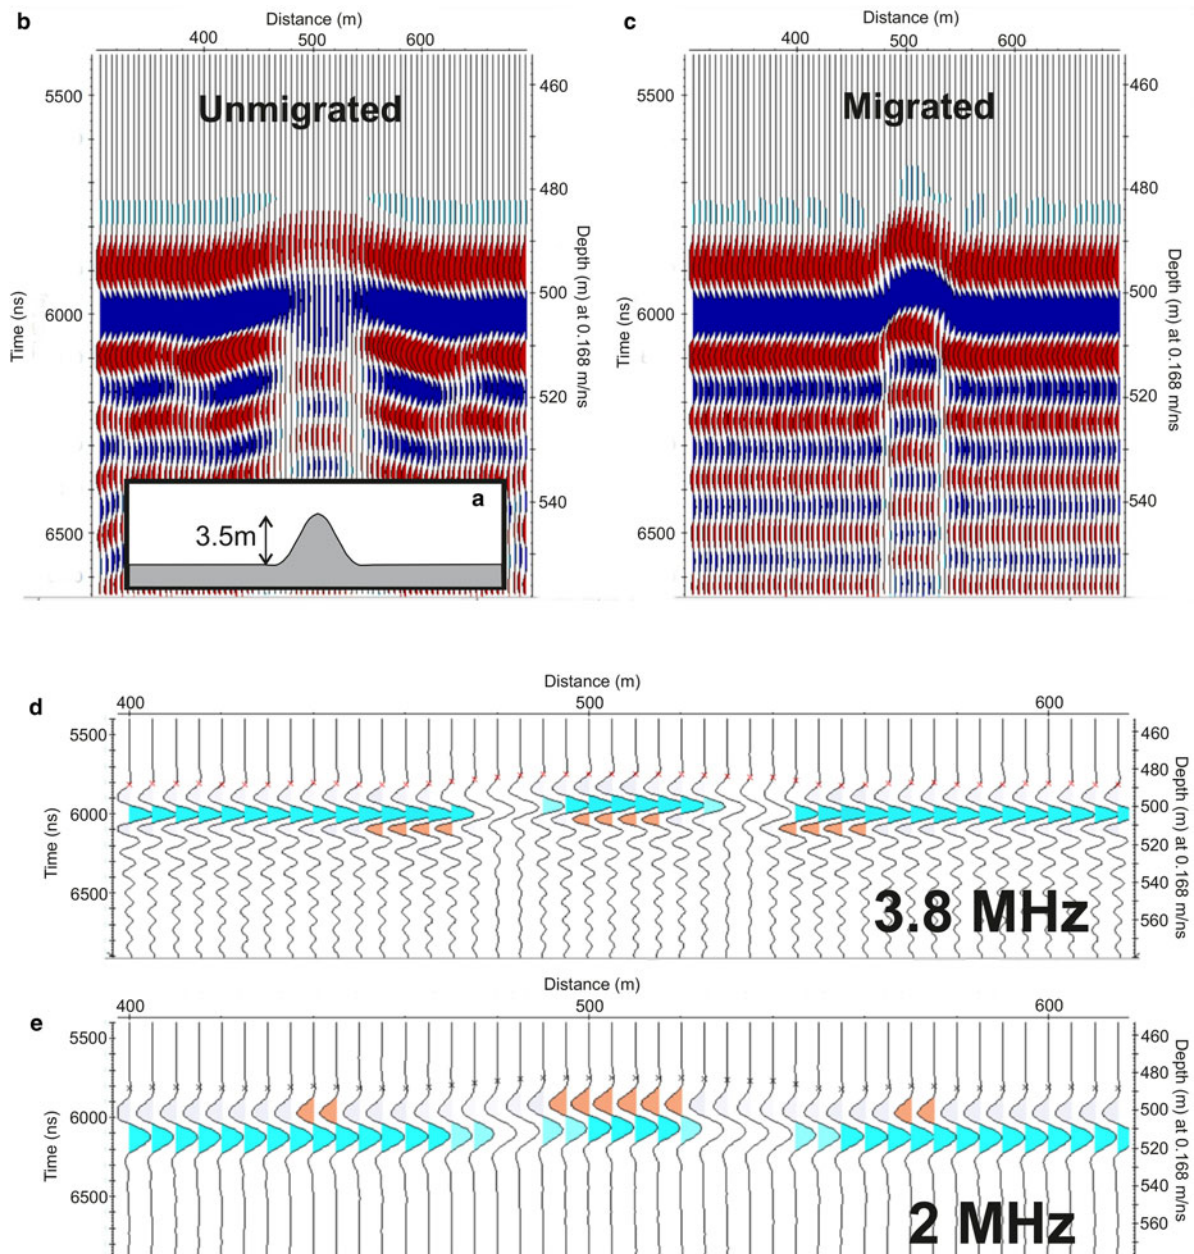 b
Distance (m)
400 500 600
Unmigrated
Time (ns)
5500
6000
6500
460
480
500
520
540
Depth (m) at 0.168 m/ns
a
3.5m
c
Distance (m)
400 500 600
Migrated
Time (ns)
5500
6000
6500
460
480
500
520
540
Depth (m) at 0.168 m/ns
d
Distance (m)
400 500 600
Time (ns)
5500
6000
6500
460
480
500
520
540
560
Depth (m) at 0.168 m/ns
3.8 MHz
e
Distance (m)
400 500 600
Time (ns)
5500
6000
6500
460
480
500
520
540
560
Depth (m) at 0.168 m/ns
2 MHz